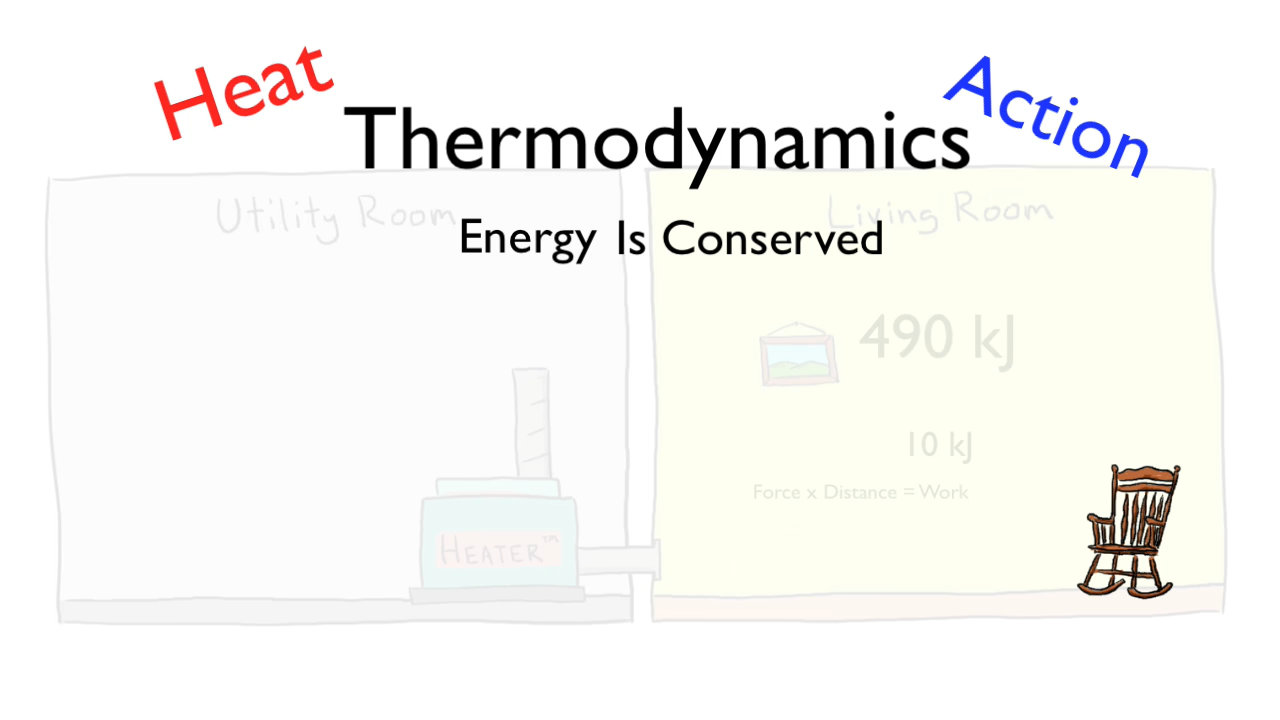 Heat
Action
Thermodynamics
Utility Room
Living Room
Energy Is Conserved
490 kJ
10 kJ
Force x Distance = Work
HEATER™